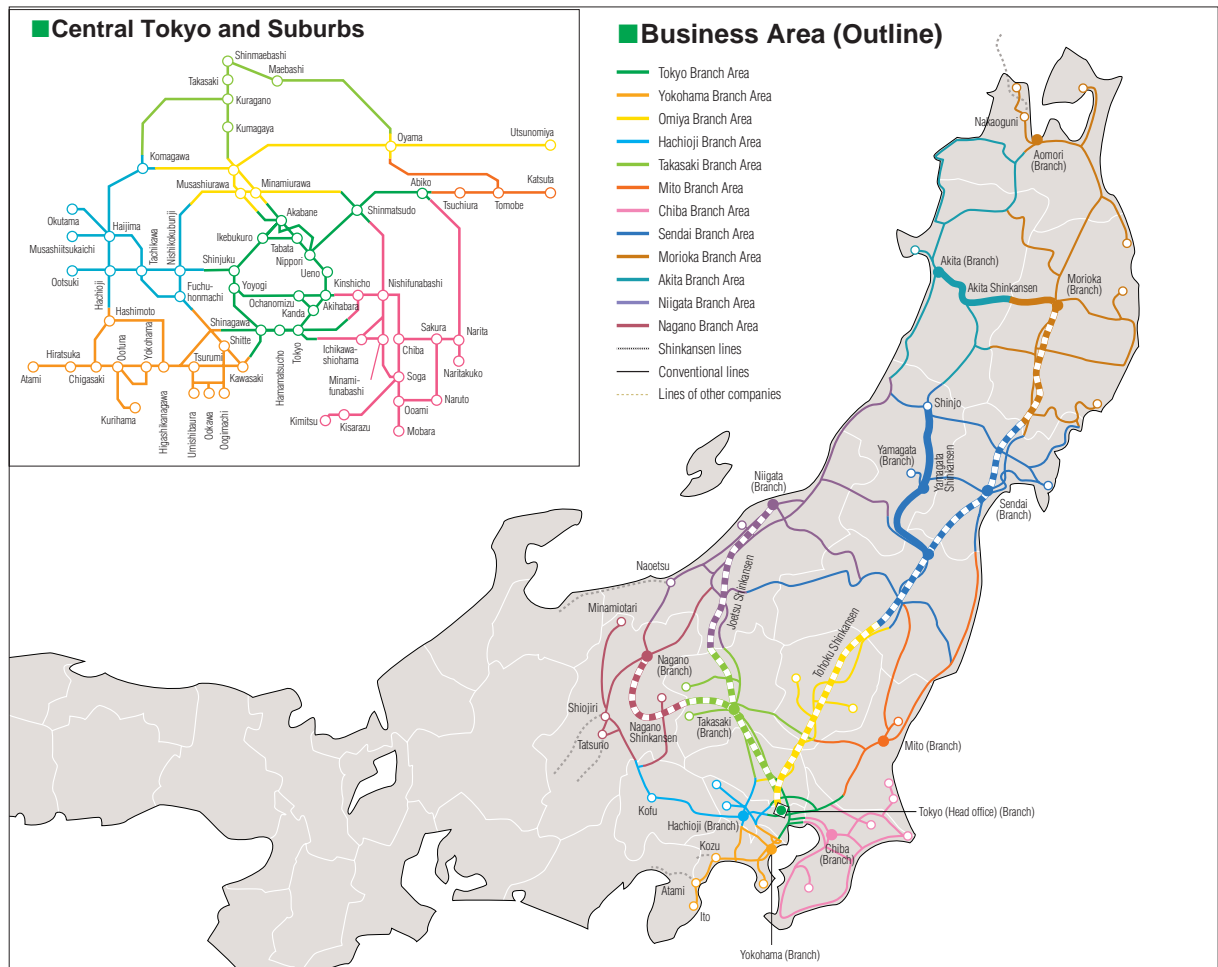 Central Tokyo and Suburbs
Shinmaebashi
Maebashi
Takasaki
Kuragano
Kumagaya
Oyama
Utsunomiya
Komagawa
Musashiurawa
Minamiurawa
Abiko
Katsuta
Tsuchiura
Tomobe
Shinmatsudo
Akabane
Okutama
Haijima
Tachikawa
Nishikokubunji
Musashiitsukaichi
Ikebukuro
Tabata
Nippori
Ueno
Ootsuki
Shinjuku
Yoyogi
Kinshicho
Nishifunabashi
Hachioji
Fuchu-
honmachi
Ochanomizu
Kanda
Akihabara
Hashimoto
Shinagawa
Hamamatsucho
Tokyo
Ichikawa-
shiohama
Chiba
Sakura
Narita
Naritakuko
Hiratsuka
Oofuna
Yokohama
Shitte
Tsurumi
Kawasaki
Minami-
funabashi
Soga
Atami
Chigasaki
Kurihama
Higashikanagawa
Umishibaura
Ookawa
Oogimachi
Kimitsu
Kisarazu
Ooami
Naruto
Mobara
Business Area (Outline)
Tokyo Branch Area
Yokohama Branch Area
Omiya Branch Area
Hachioji Branch Area
Takasaki Branch Area
Mito Branch Area
Chiba Branch Area
Sendai Branch Area
Morioka Branch Area
Akita Branch Area
Niigata Branch Area
Nagano Branch Area
Shinkansen lines
Conventional lines
Lines of other companies
Nakaoguni
Aomori
(Branch)
Akita (Branch)
Akita Shinkansen
Morioka
(Branch)
Shinjo
Yamagata
(Branch)
Yamagata
Shinkansen
Sendai
(Branch)
Niigata
(Branch)
Naoetsu
Joetsu Shinkansen
Minamiotari
Tohoku Shinkansen
Nagano
(Branch)
Shiojiri
Nagano
Shinkansen
Takasaki
(Branch)
Tatsuno
Mito (Branch)
Kofu
Hachioji (Branch)
Tokyo (Head office) (Branch)
Kozu
Chiba
(Branch)
Atami
Ito
Yokohama (Branch)